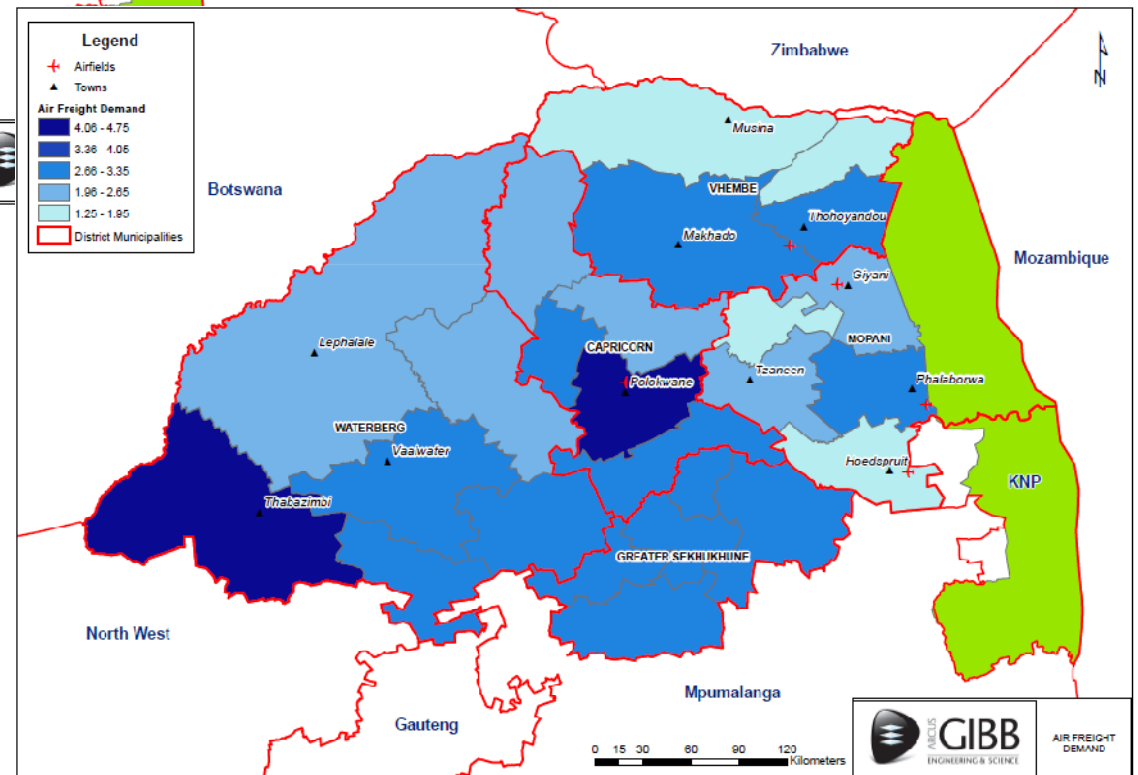 Legend
Airfields
Towns
Air Freight Demand
4.06 - 4.75
3.36 4.05
2.66 - 3.35
1.96 - 2.65
1.25 - 1.95
District Municipalities
Zimbabwe
N
Musina
Botswana
VHEMBE
Thohoyandou
Makhado
Mozambique
Giyani
Lephalale
CAPRICORN
MOPANI
Tzaneen
Polokwane
Phalaborwa
WATERBERG
Vaalwater
Hoedspruit
KNP
Thabazimbi
GREATER SEKHUKHUNE
North West
Mpumalanga
Gauteng
0 15 30 60 90 120
Kilometers
ARCUS
GIBB
ENGINEERING & SCIENCE
AIR FREIGHT
DEMAND